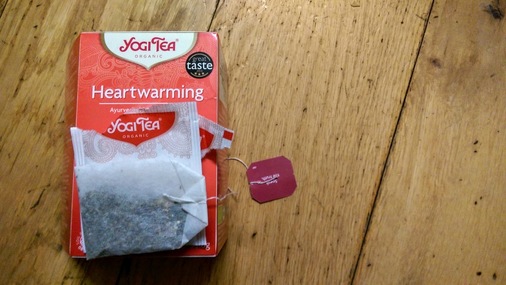 YOGI TEA
ORGANIC
great
taste
Heartwarming
YOGI TEA
ORGANIC